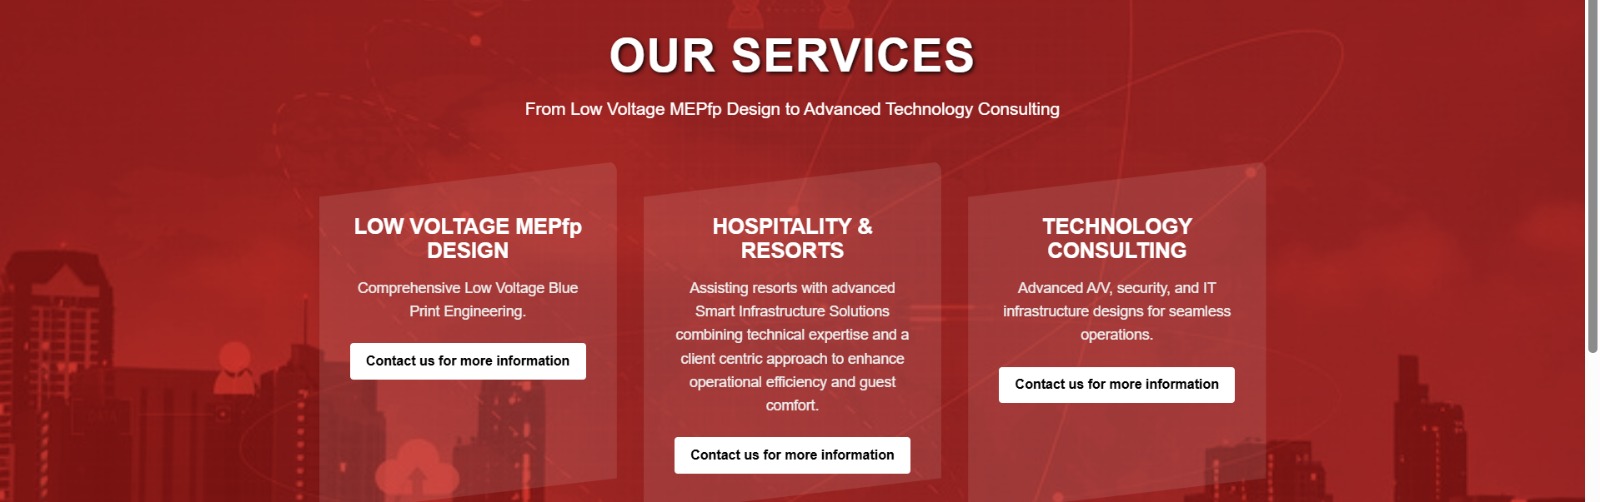 OUR SERVICES
From Low Voltage MEPfp Design to Advanced Technology Consulting
LOW VOLTAGE MEPfp
DESIGN
Comprehensive Low Voltage Blue
Print Engineering.
Contact us for more information
HOSPITALITY &
RESORTS
Assisting resorts with advanced
Smart Infrastructure Solutions
combining technical expertise and a
client centric approach to enhance
operational efficiency and guest
comfort.
Contact us for more information
TECHNOLOGY
CONSULTING
Advanced A/V, security, and IT
infrastructure designs for seamless
operations.
Contact us for more information